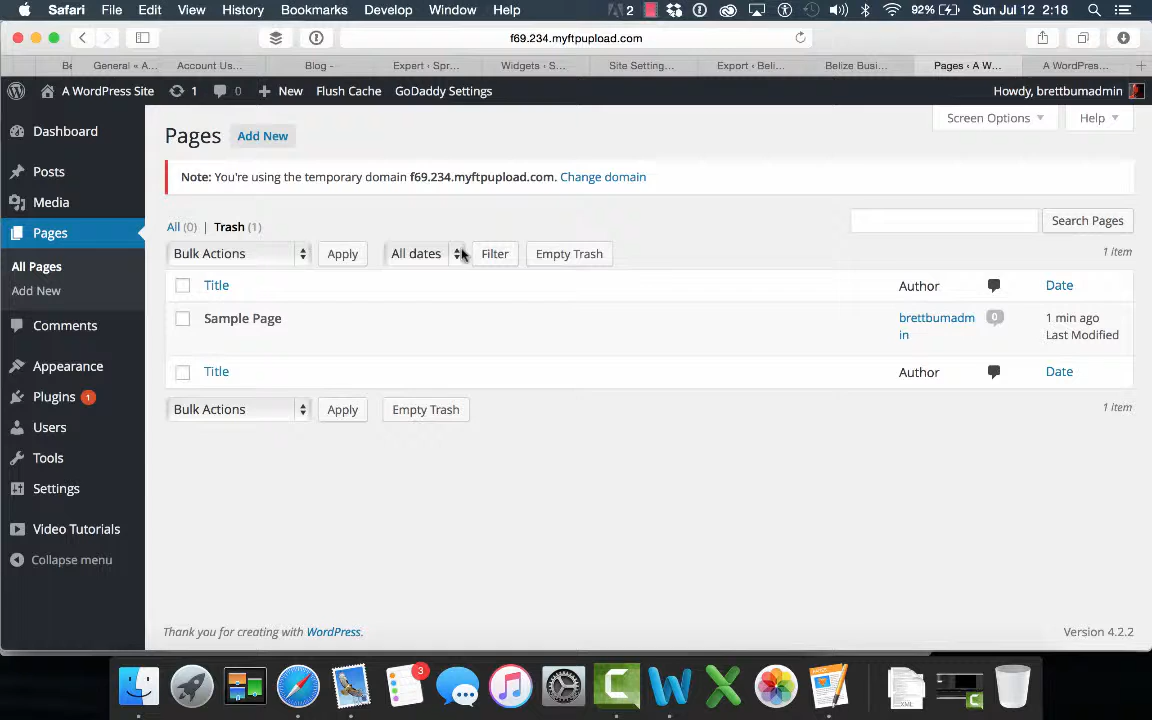 Safari File Edit View History Bookmarks Develop Window Help 2 92% Sun Jul 12 2:18
f69.234.myftpupload.com
Be General « A... Account Us... Blog - Expert ‹ Spr... Widgets ‹ S... Site Setting... Export ‹ Beli... Belize Busi... Pages ‹ A W... A WordPres...
A WordPress Site 1 0 New Flush Cache GoDaddy Settings Howdy, brettbumadmin
Dashboard
Posts
Media
Pages
All Pages
Add New
Comments
Appearance
Plugins 1
Users
Tools
Settings
Video Tutorials
Collapse menu
Screen Options Help
Pages Add New
Note: You're using the temporary domain f69.234.myftpupload.com. Change domain
All (0) | Trash (1)
Search Pages
Bulk Actions Apply All dates Filter Empty Trash 1 item
Title Author Date
Sample Page brettbumadm 0 1 min ago
in Last Modified
Title Author Date
Bulk Actions Apply Empty Trash 1 item
Thank you for creating with WordPress. Version 4.2.2
3